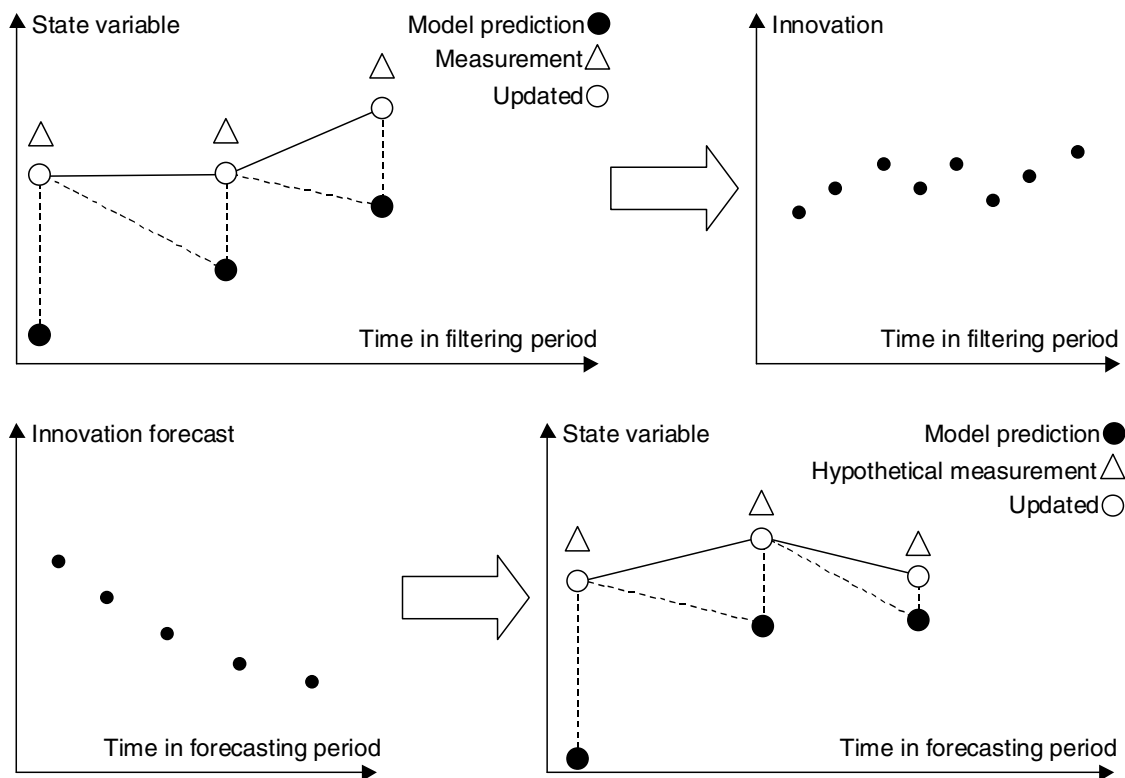 State variable
Model prediction
Measurement
Updated
Time in filtering period
Innovation
Time in filtering period
Innovation forecast
Time in forecasting period
State variable
Model prediction
Hypothetical measurement
Updated
Time in forecasting period